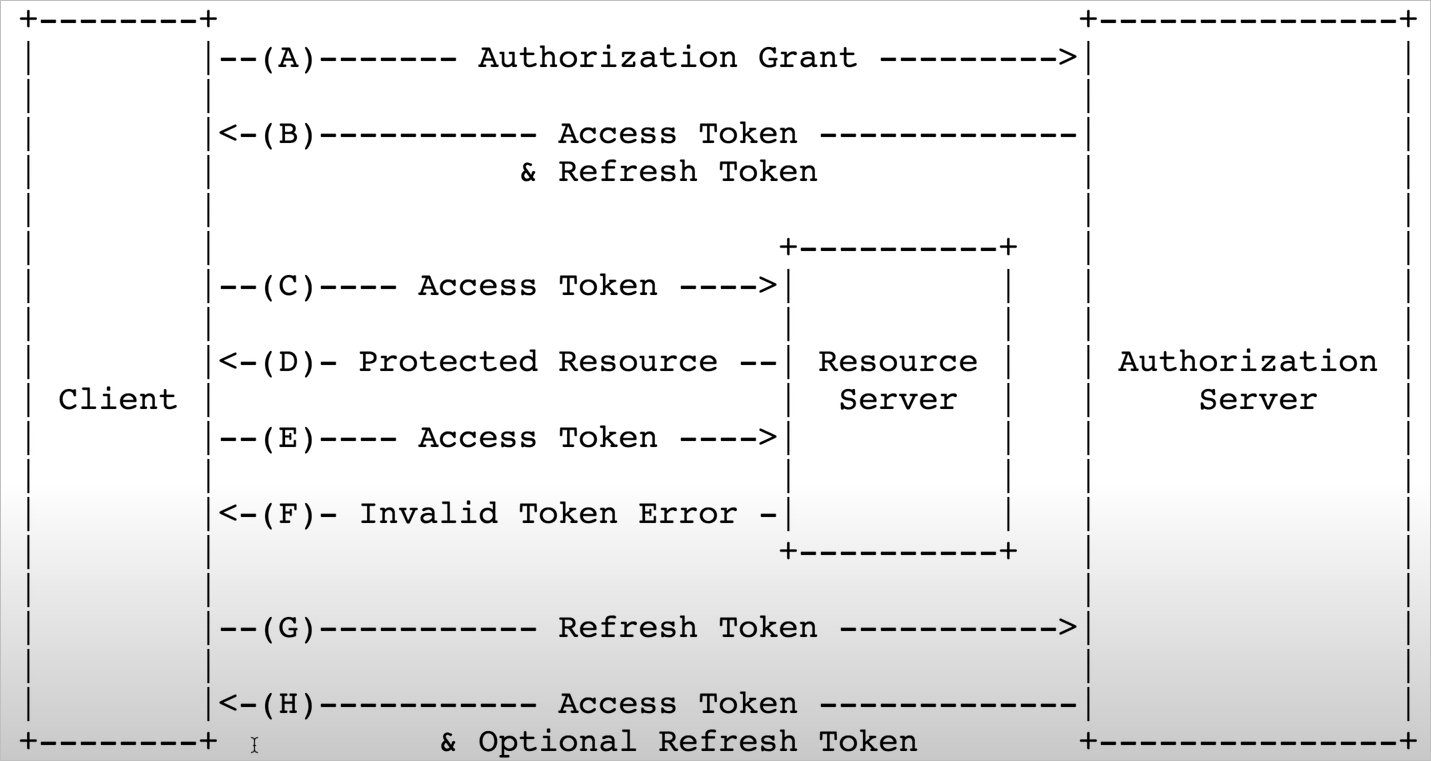 +--------+                                           +---------------+
|        |--(A)------- Authorization Grant --------->|               |
|        |                                           |               |
|        |<-(B)----------- Access Token -------------|               |
|        |               & Refresh Token             |               |
|        |                                           |               |
|        |                            +----------+   |               |
|        |--(C)---- Access Token ---->|          |   |               |
|        |                            |          |   |               |
|        |<-(D)- Protected Resource --| Resource |   | Authorization |
| Client |                            |  Server  |   |     Server    |
|        |--(E)---- Access Token ---->|          |   |               |
|        |                            |          |   |               |
|        |<-(F)- Invalid Token Error -|          |   |               |
|        |                            +----------+   |               |
|        |                                           |               |
|        |--(G)----------- Refresh Token ----------->|               |
|        |                                           |               |
|        |<-(H)----------- Access Token -------------|               |
+--------+           & Optional Refresh Token        +---------------+